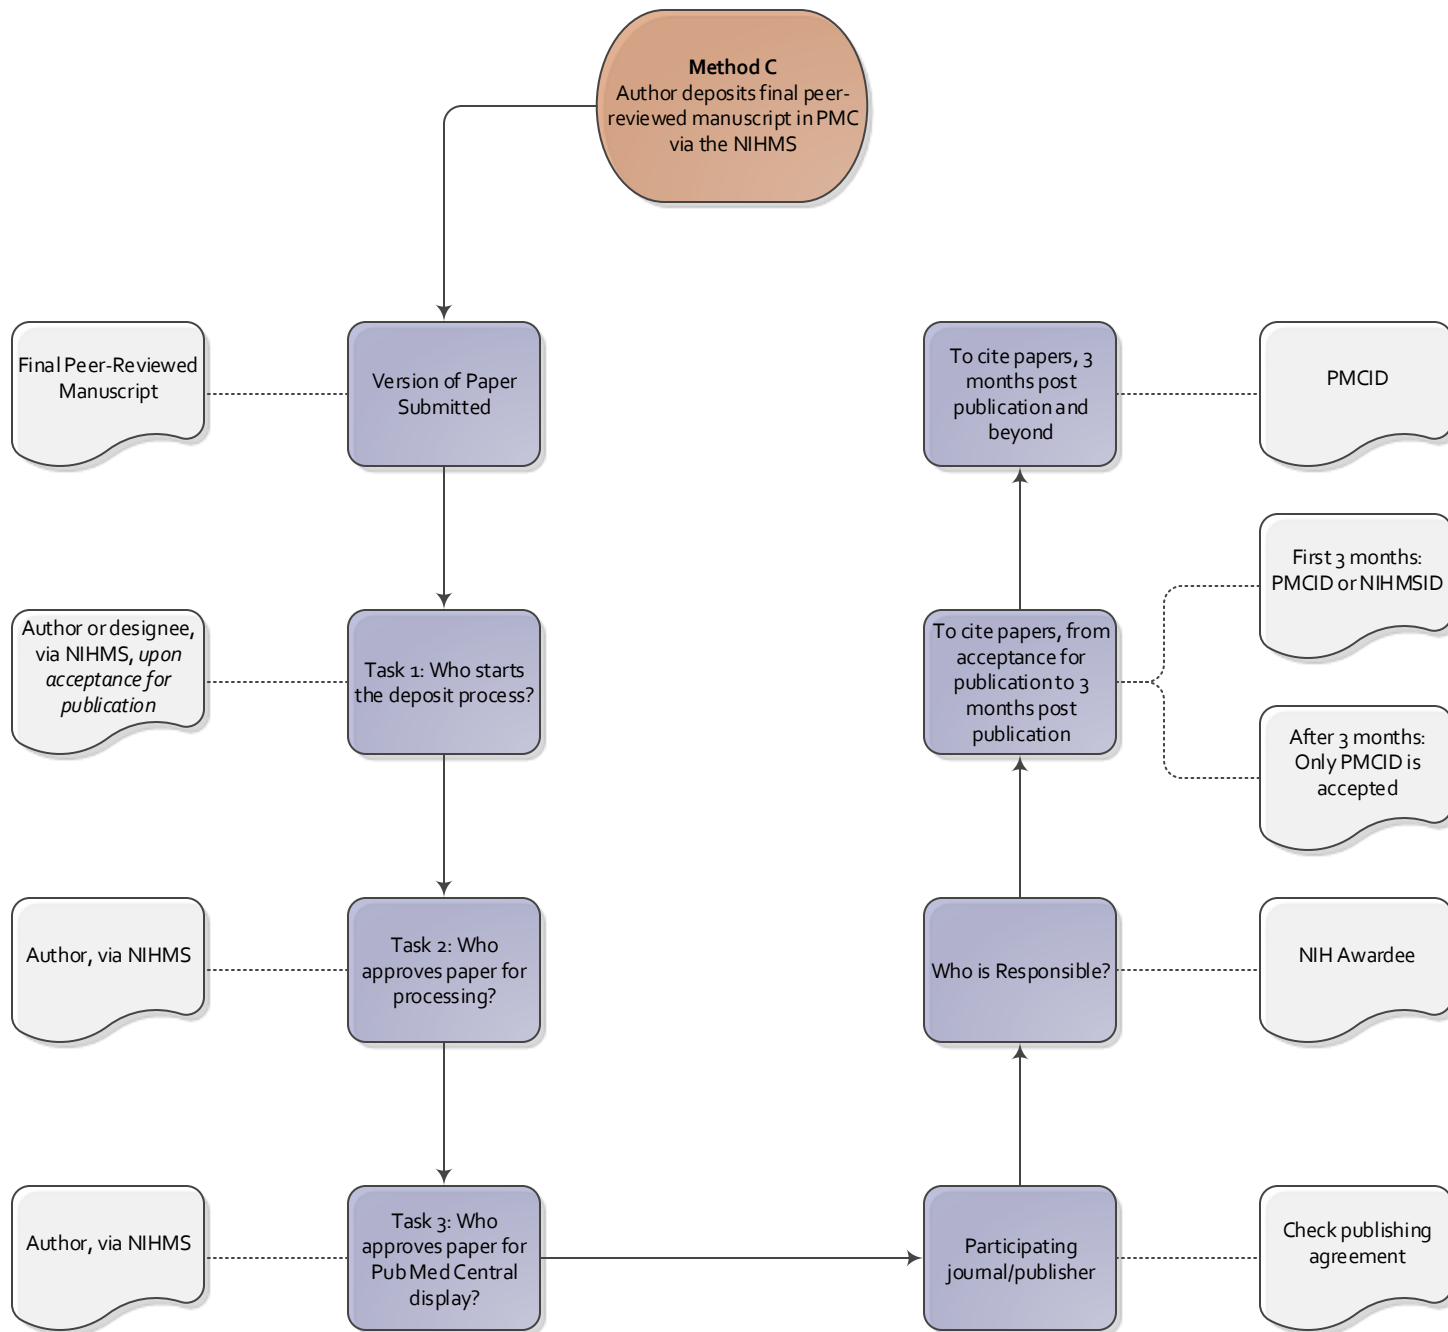 Method C
Author deposits final peer-
reviewed manuscript in PMC
via the NIHMS
Final Peer-Reviewed
Manuscript
Version of Paper
Submitted
To cite papers, 3
months post
publication and
beyond
PMCID
First 3 months:
PMCID or NIHMSID
Author or designee,
via NIHMS, upon
acceptance for
publication
Task 1: Who starts
the deposit process?
To cite papers, from
acceptance for
publication to 3
months post
publication
After 3 months:
Only PMCID is
accepted
Author, via NIHMS
Task 2: Who
approves paper for
processing?
Who is Responsible?
NIH Awardee
Author, via NIHMS
Task 3: Who
approves paper for
PubMed Central
display?
Participating
journal/publisher
Check publishing
agreement